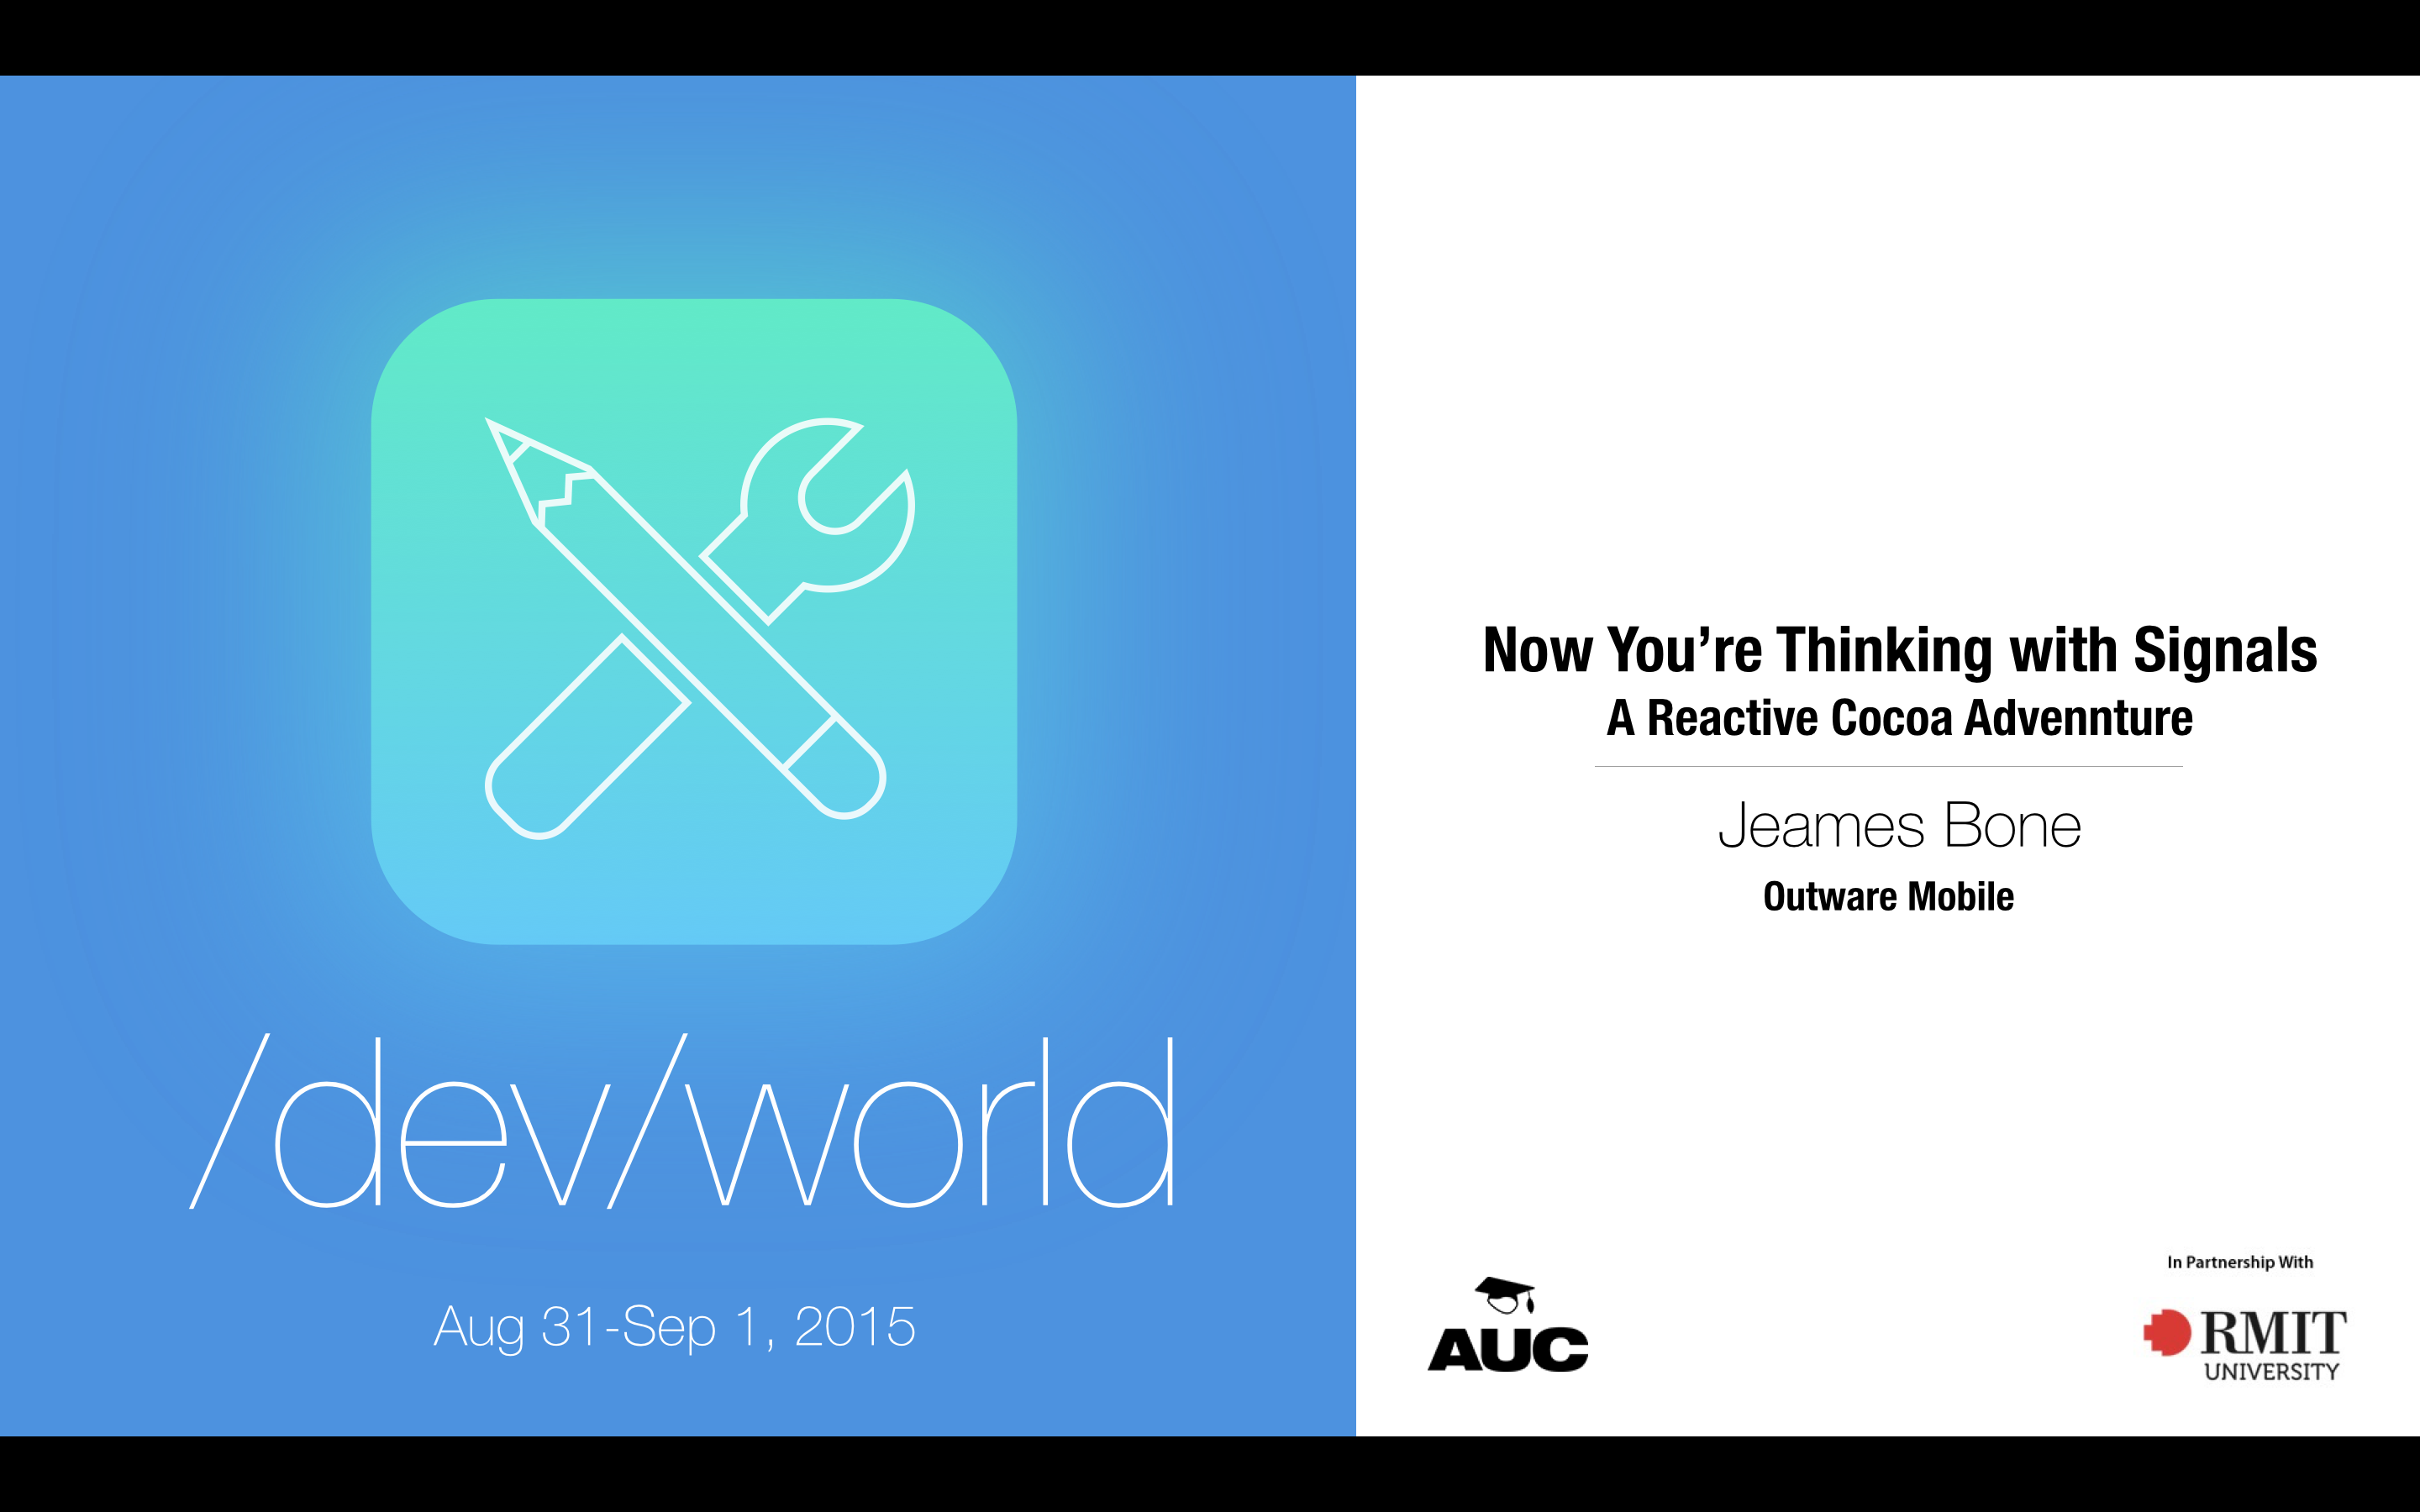 /dev/world
Aug 31-Sep 1, 2015
Now You’re Thinking with Signals
A Reactive Cocoa Advennture
Jeames Bone
Outware Mobile
AUC
In Partnership With
RMIT
UNIVERSITY